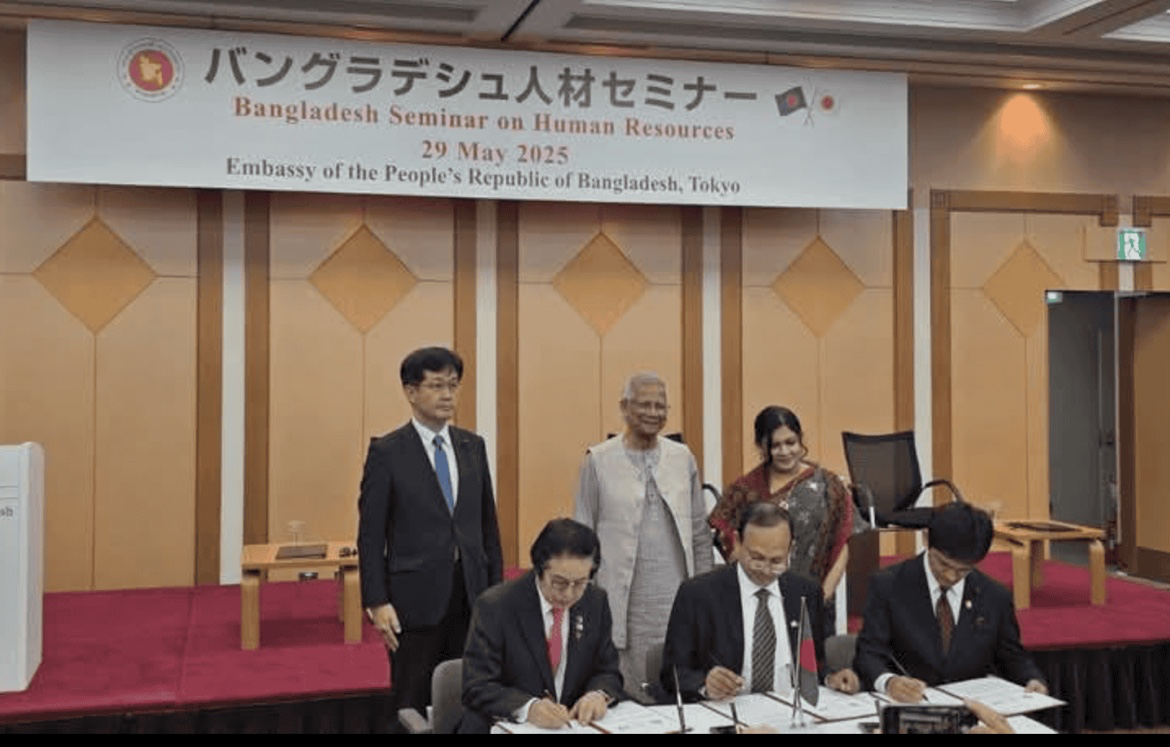 バングラデシュ人材セミナー
Bangladesh Seminar on Human Resources
29 May 2025
Embassy of the People's Republic of Bangladesh, Tokyo
sh